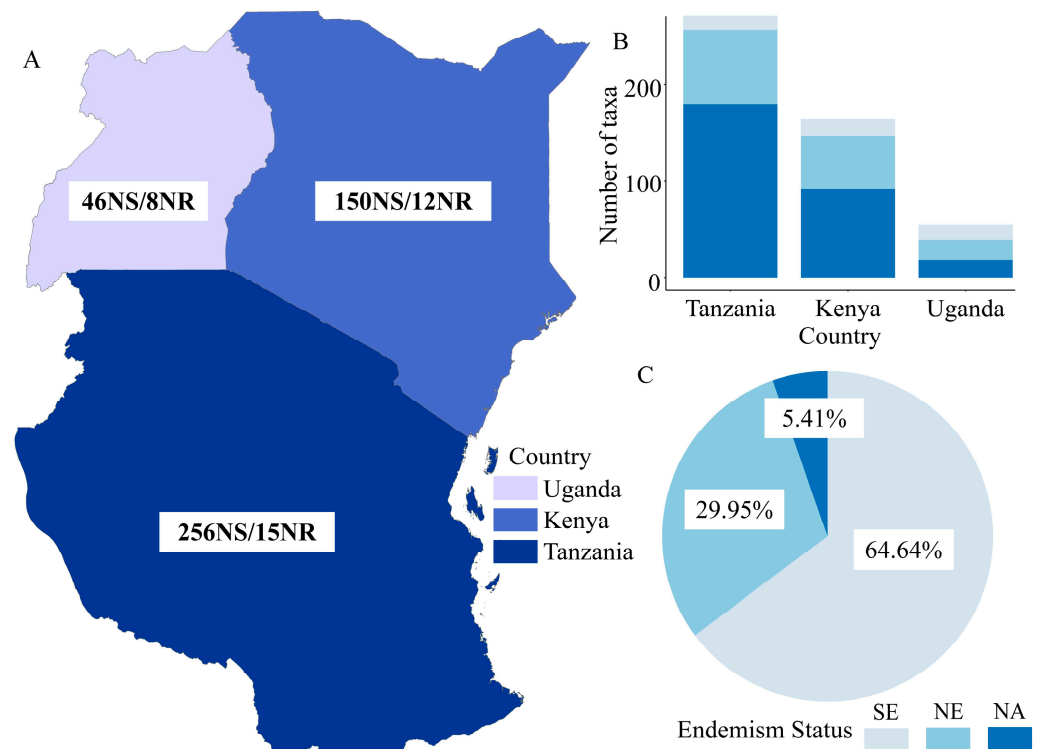 A
46NS/8NR
150NS/12NR
256NS/15NR
Country
Uganda
Kenya
Tanzania
B
Number of taxa
200
100
0
Tanzania
Kenya
Uganda
Country
C
5.41%
29.95%
64.64%
Endemism Status
SE
NE
NA